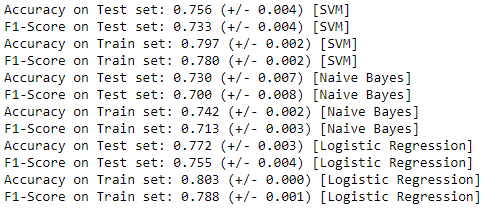 Accuracy on Test set: 0.756 (+/- 0.004) [SVM]
F1-Score on Test set: 0.733 (+/- 0.004) [SVM]
Accuracy on Train set: 0.797 (+/- 0.002) [SVM]
F1-Score on Train set: 0.780 (+/- 0.002) [SVM]
Accuracy on Test set: 0.730 (+/- 0.007) [Naive Bayes]
F1-Score on Test set: 0.700 (+/- 0.008) [Naive Bayes]
Accuracy on Train set: 0.742 (+/- 0.002) [Naive Bayes]
F1-Score on Train set: 0.713 (+/- 0.003) [Naive Bayes]
Accuracy on Test set: 0.772 (+/- 0.003) [Logistic Regression]
F1-Score on Test set: 0.755 (+/- 0.004) [Logistic Regression]
Accuracy on Train set: 0.803 (+/- 0.000) [Logistic Regression]
F1-Score on Train set: 0.788 (+/- 0.001) [Logistic Regression]